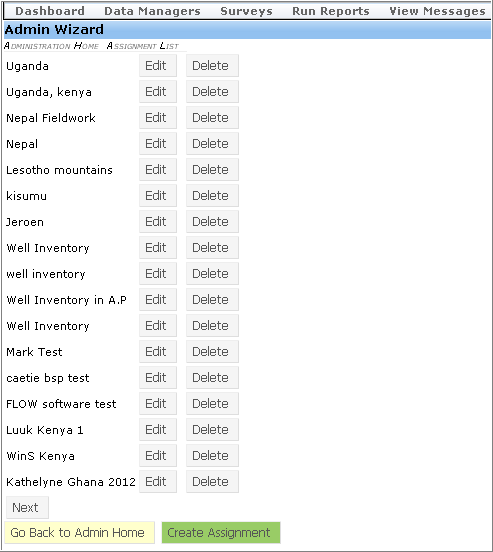 Dashboard Data Managers Surveys Run Reports View Messages
Admin Wizard
Administration Home Assignment List
Uganda Edit Delete
Uganda, kenya Edit Delete
Nepal Fieldwork Edit Delete
Nepal Edit Delete
Lesotho mountains Edit Delete
kisumu Edit Delete
Jeroen Edit Delete
Well Inventory Edit Delete
well inventory Edit Delete
Well Inventory in A.P Edit Delete
Well Inventory Edit Delete
Mark Test Edit Delete
caetie bsp test Edit Delete
FLOW software test Edit Delete
Luuk Kenya 1 Edit Delete
WinS Kenya Edit Delete
Kathelyne Ghana 2012 Edit Delete
Next
Go Back to Admin Home Create Assignment